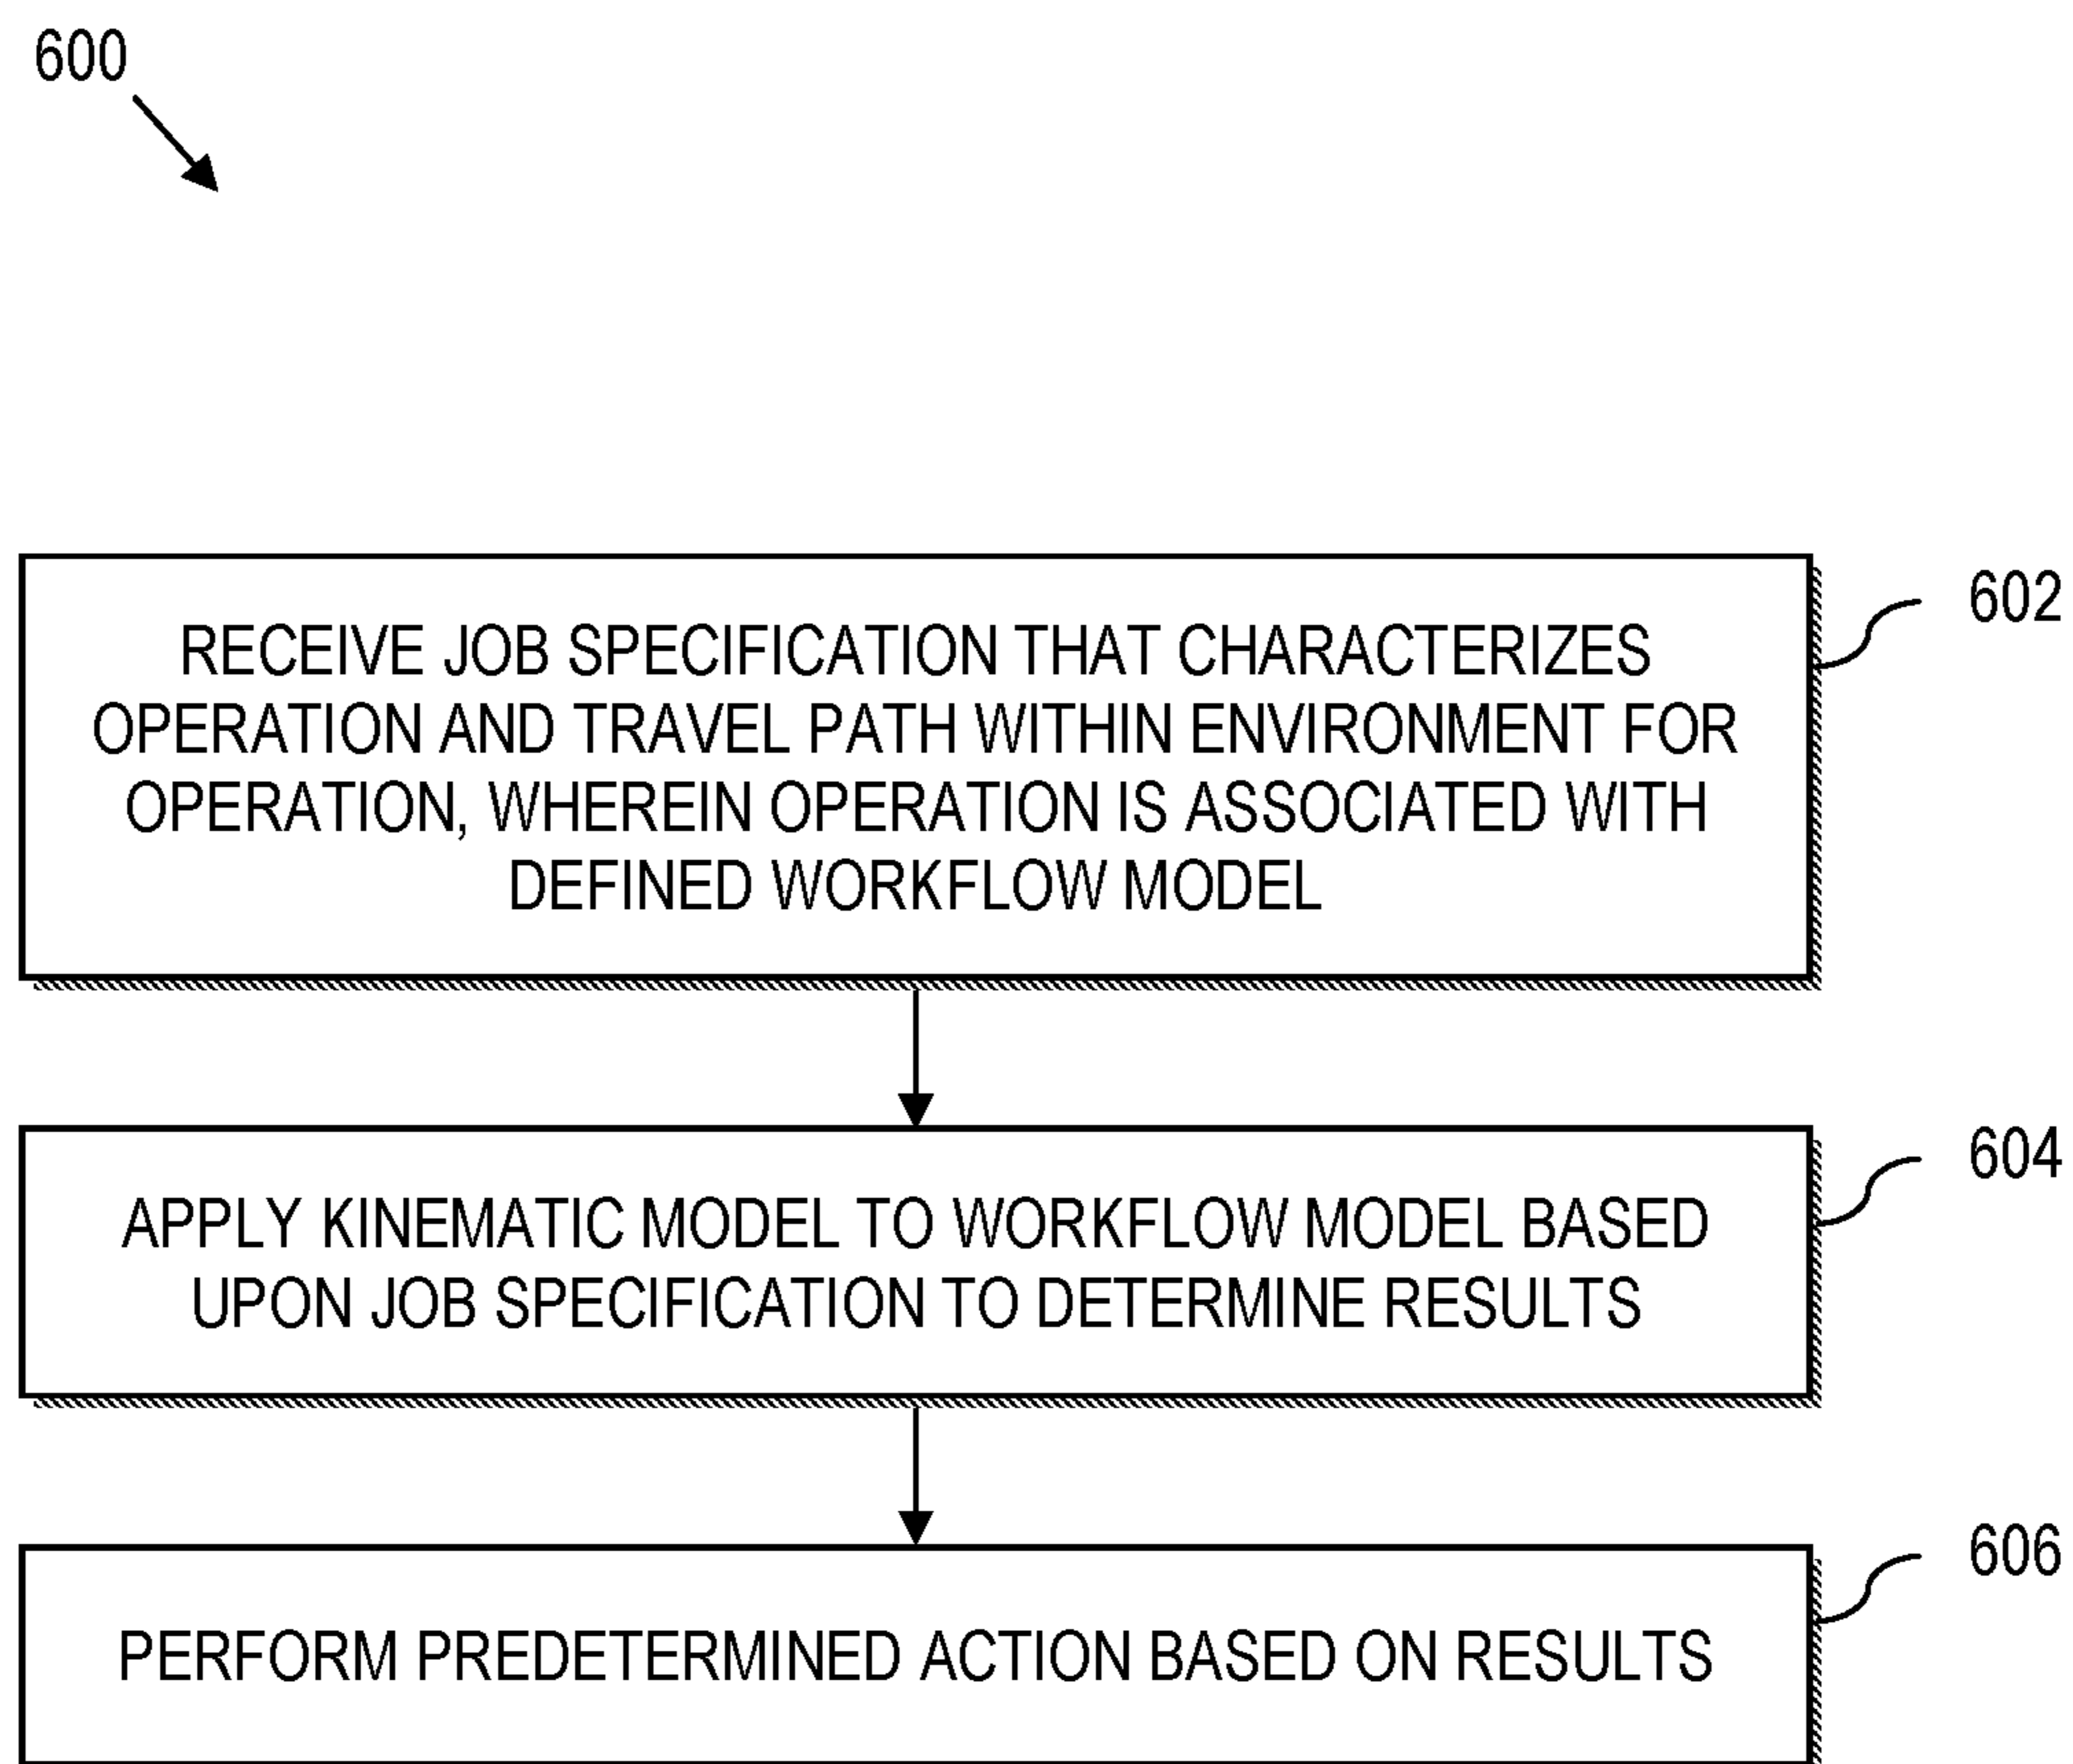 600
602
RECEIVE JOB SPECIFICATION THAT CHARACTERIZES
OPERATION AND TRAVEL PATH WITHIN ENVIRONMENT FOR
OPERATION, WHEREIN OPERATION IS ASSOCIATED WITH
DEFINED WORKFLOW MODEL
604
APPLY KINEMATIC MODEL TO WORKFLOW MODEL BASED
UPON JOB SPECIFICATION TO DETERMINE RESULTS
606
PERFORM PREDETERMINED ACTION BASED ON RESULTS